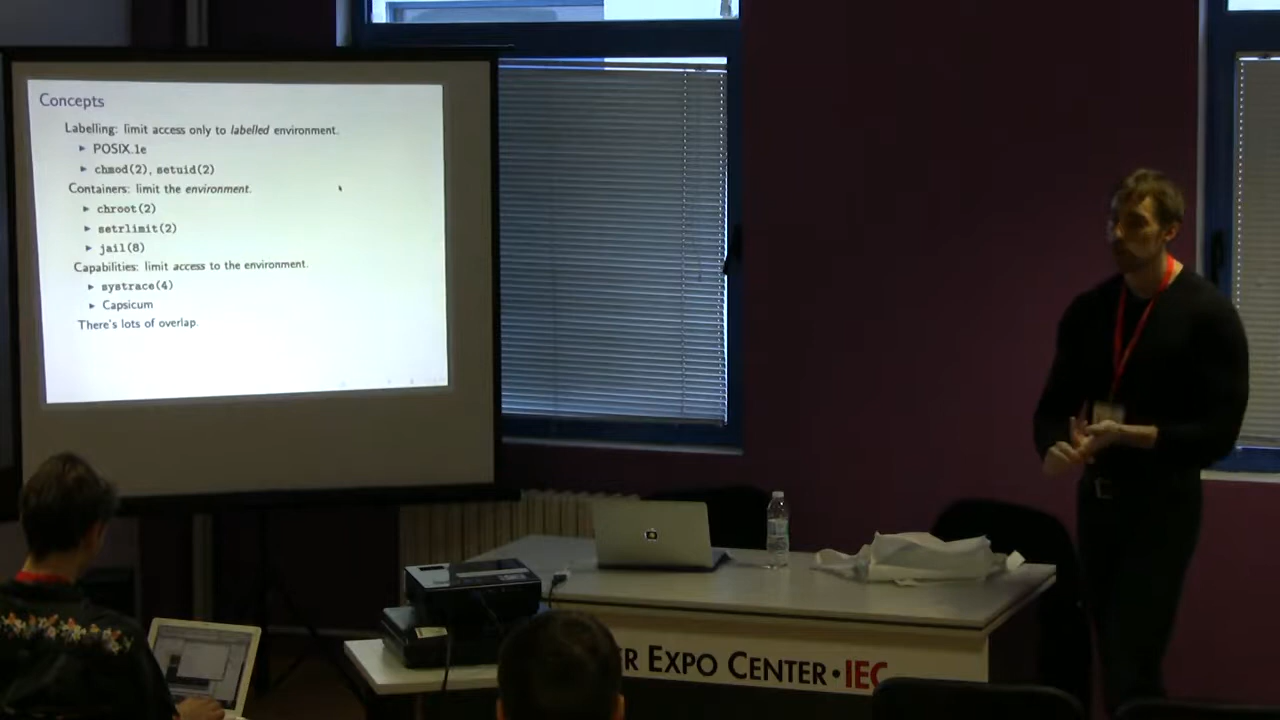 Concepts
Labelling: limit access only to labelled environment.
POSIX.1e
chmod(2), setuid(2)
Containers: limit the environment.
chroot(2)
setrlimit(2)
jail(8)
Capabilities: limit access to the environment.
systrace(4)
Capsicum
There's lots of overlap.
EXPO CENTER • IEC